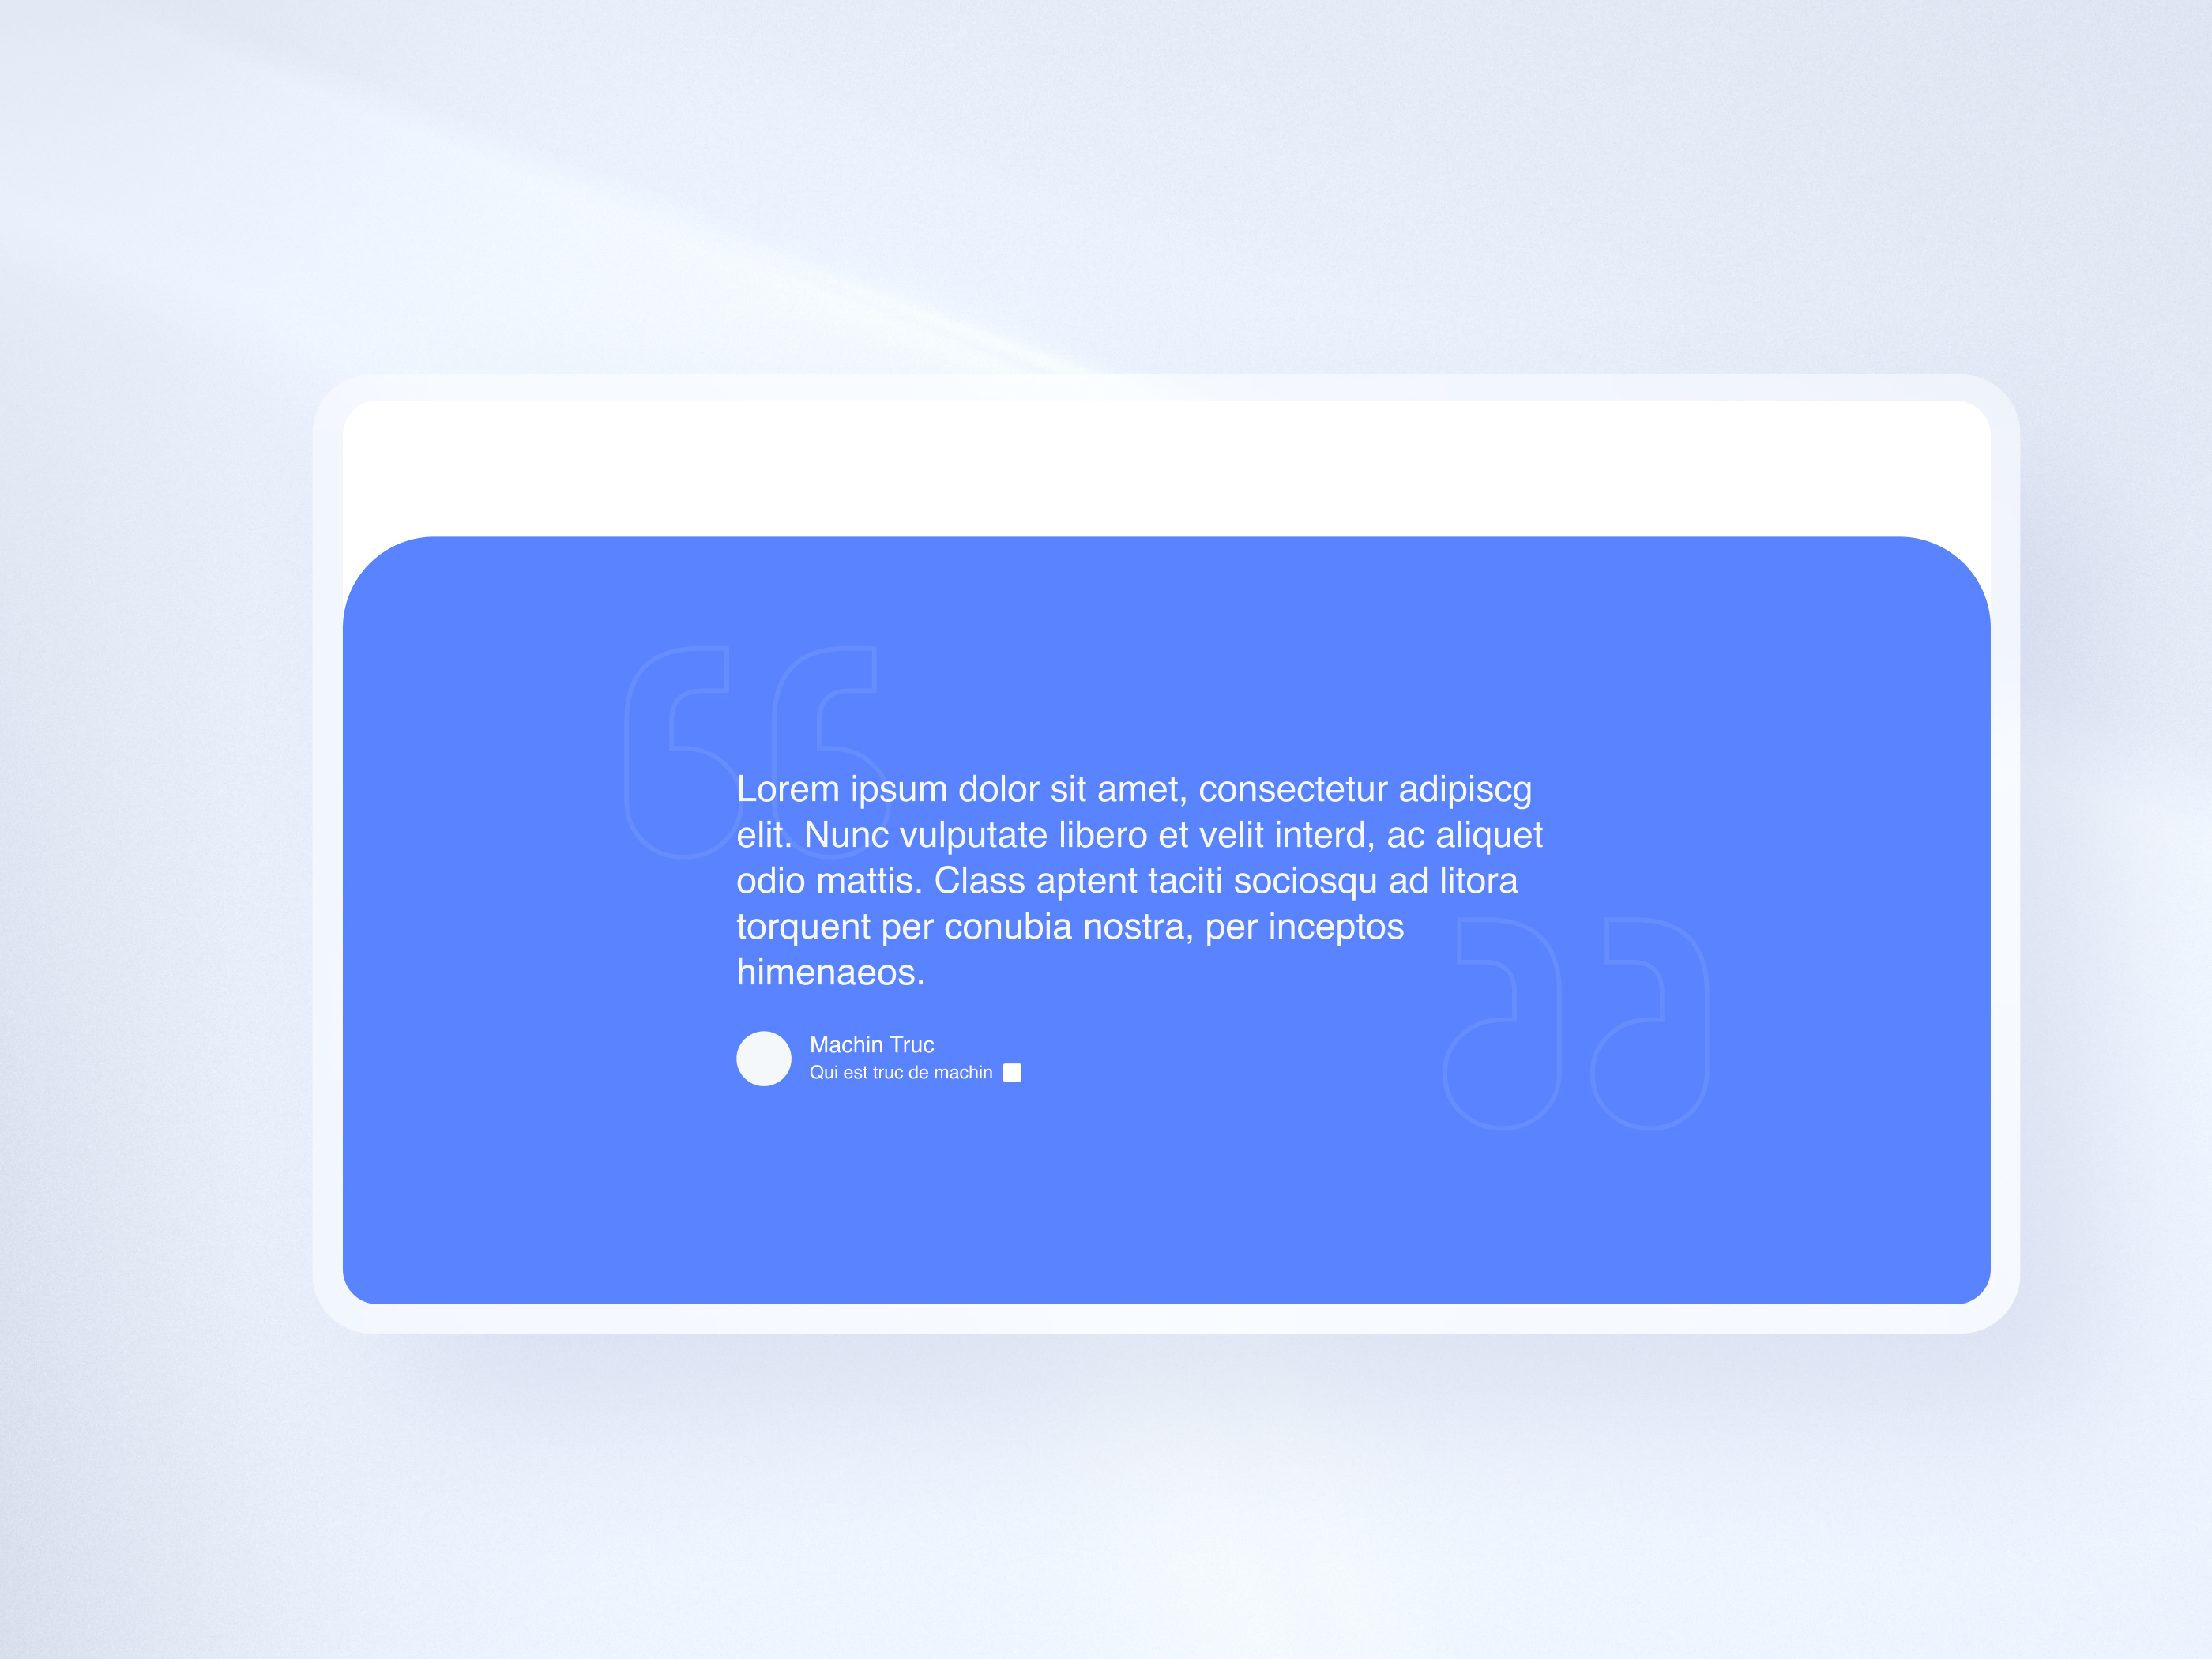 Lorem ipsum dolor sit amet, consectetur adipiscg
elit. Nunc vulputate libero et velit interd, ac aliquet
odio mattis. Class aptent taciti sociosqu ad litora
torquent per conubia nostra, per inceptos
himenaeos.
Machin Truc
Qui est truc de machin